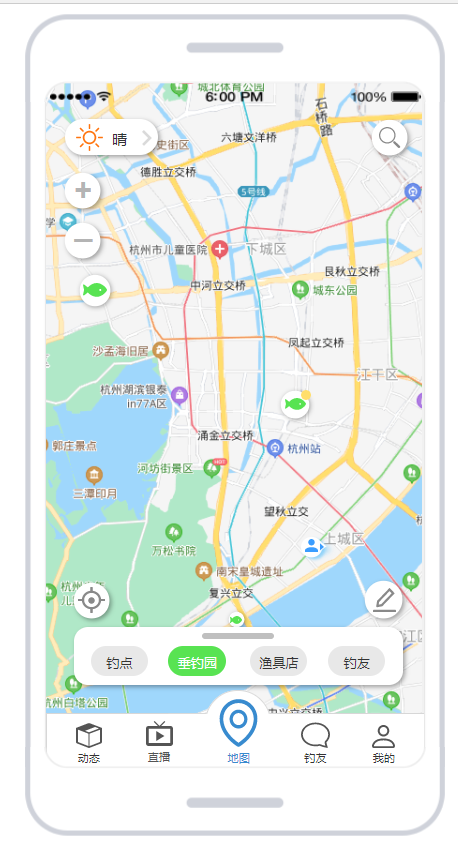 城北体育公园
6:00 PM
100%
石桥路
晴
史街区
六塘文洋桥
德胜立交桥
5号线
学
杭州市儿童医院
下城区
艮秋立交桥
中河立交桥
城东公园
沙孟海旧居
凤起立交桥
江干区
杭州湖滨银泰
in77A区
涌金立交桥
郭庄景点
杭州站
河坊街景区
三潭印月
望秋立交
万松书院
上城区
南宋皇城遗址
复兴立交
钓点
垂钓园
渔具店
钓友
杭州白塔公园
动态
直播
地图
钓友
我的